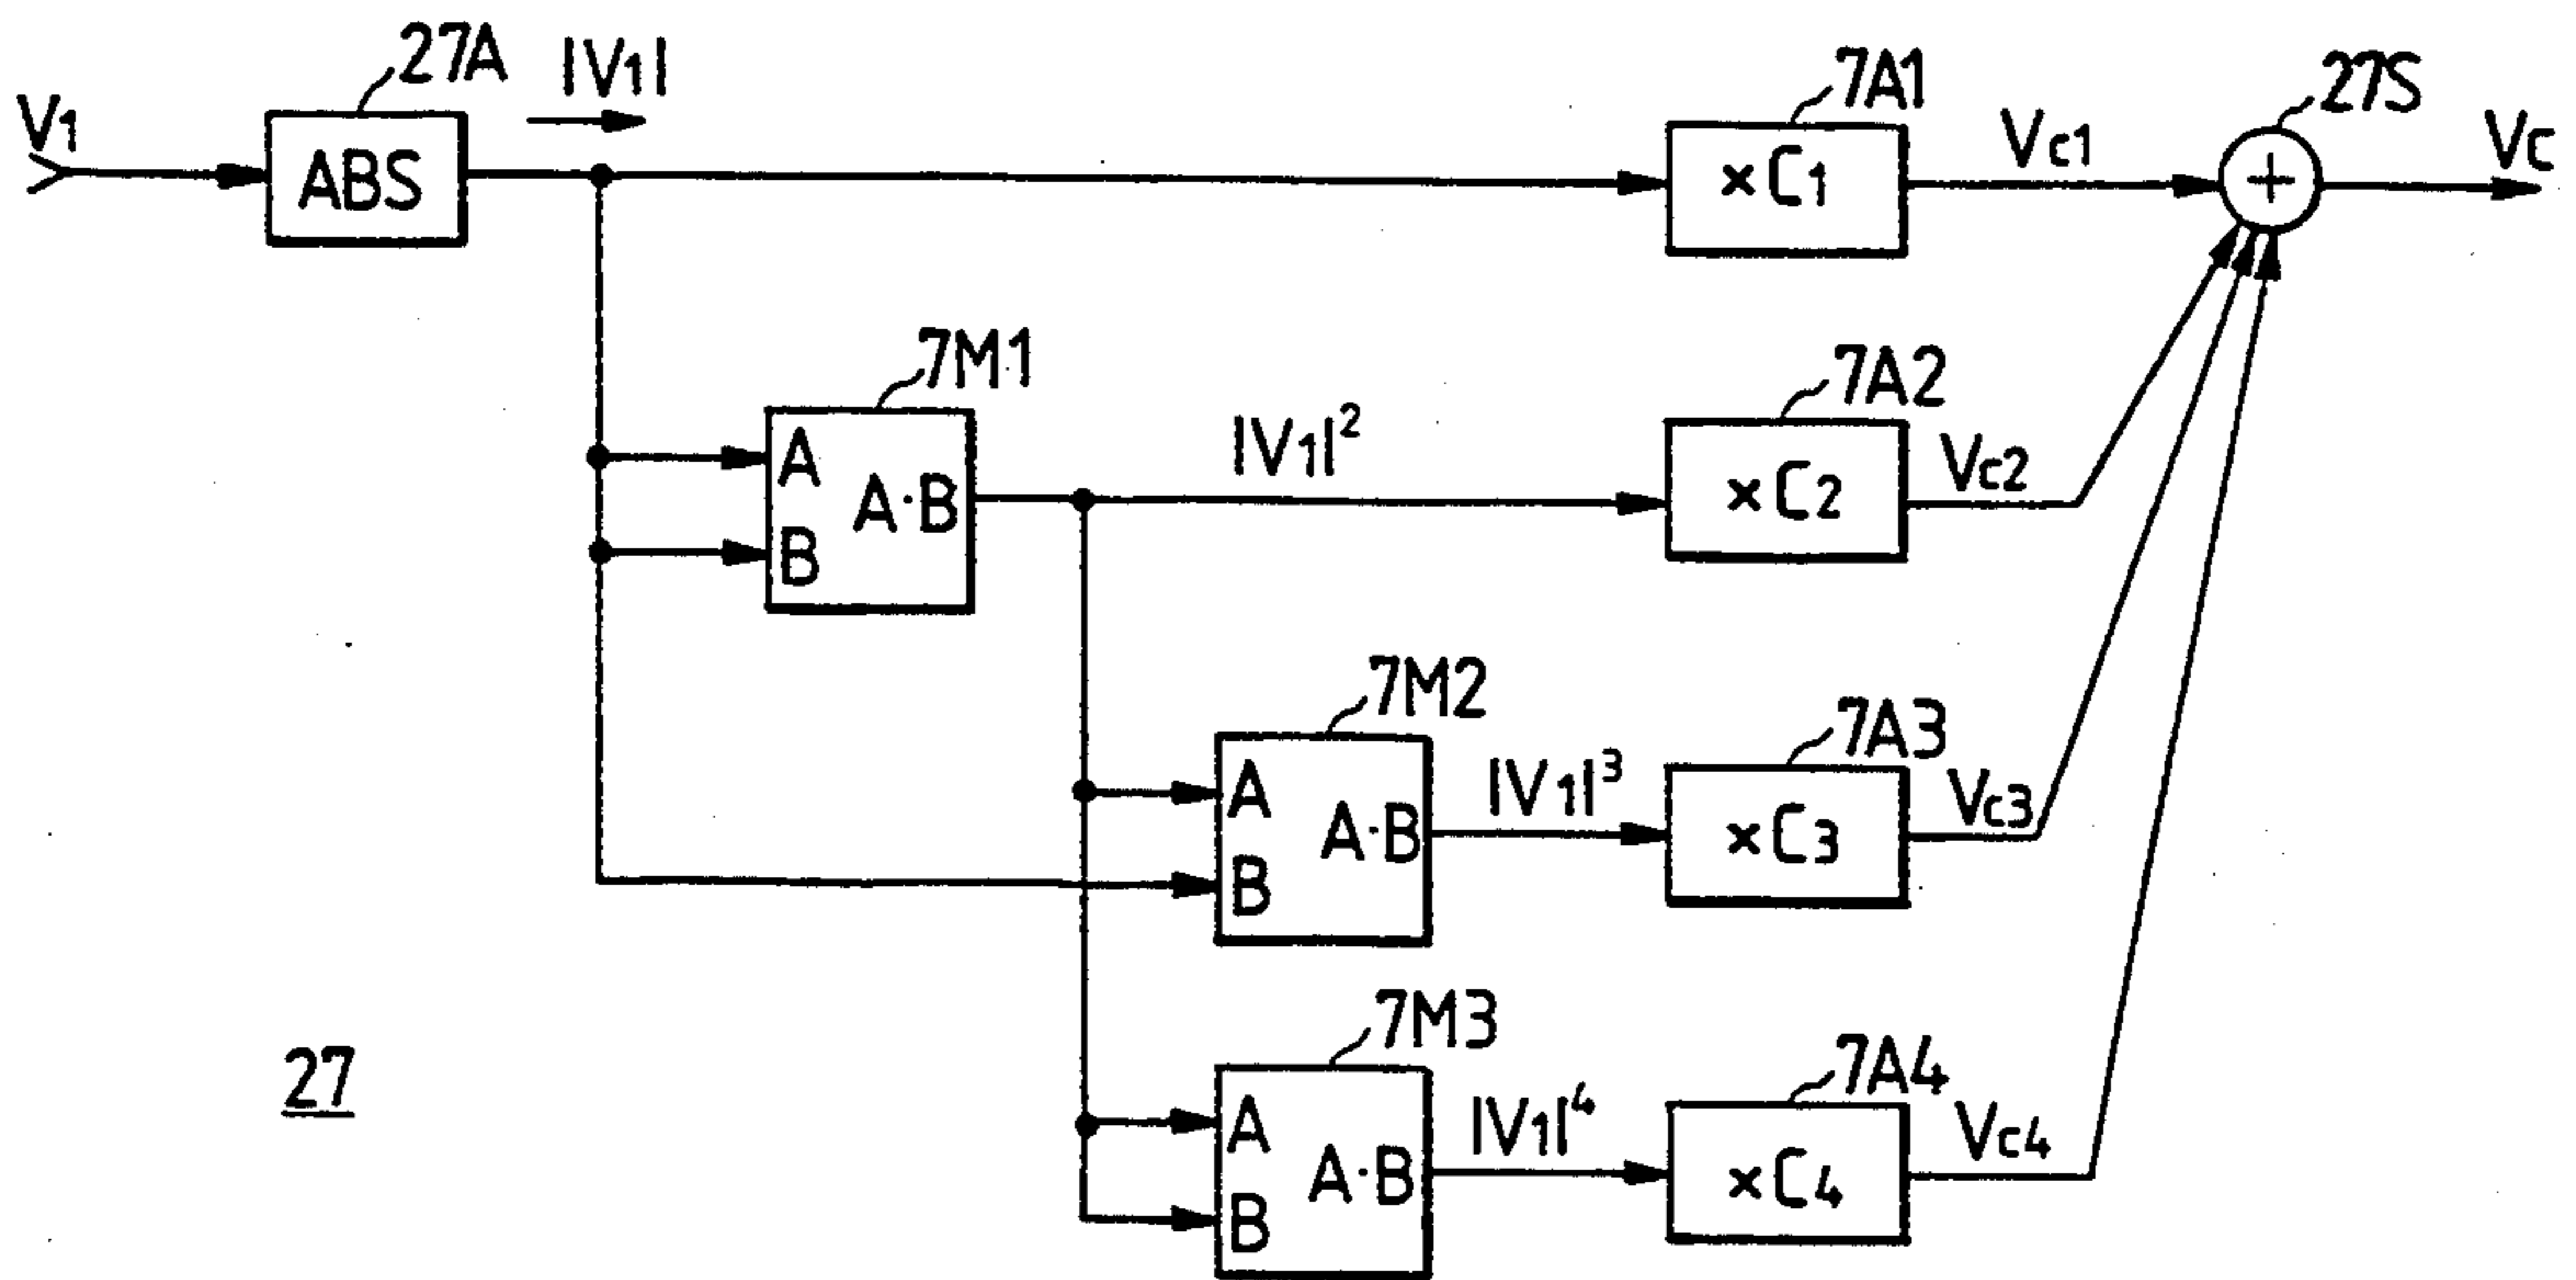 27A
|V1|
V1
ABS
7A1
×C1
Vc1
27S
+
Vc
7M1
A
B
A·B
|V1|²
7A2
×C2
Vc2
7M2
A
B
A·B
|V1|³
7A3
×C3
Vc3
7M3
A
B
A·B
|V1|⁴
7A4
×C4
Vc4
27